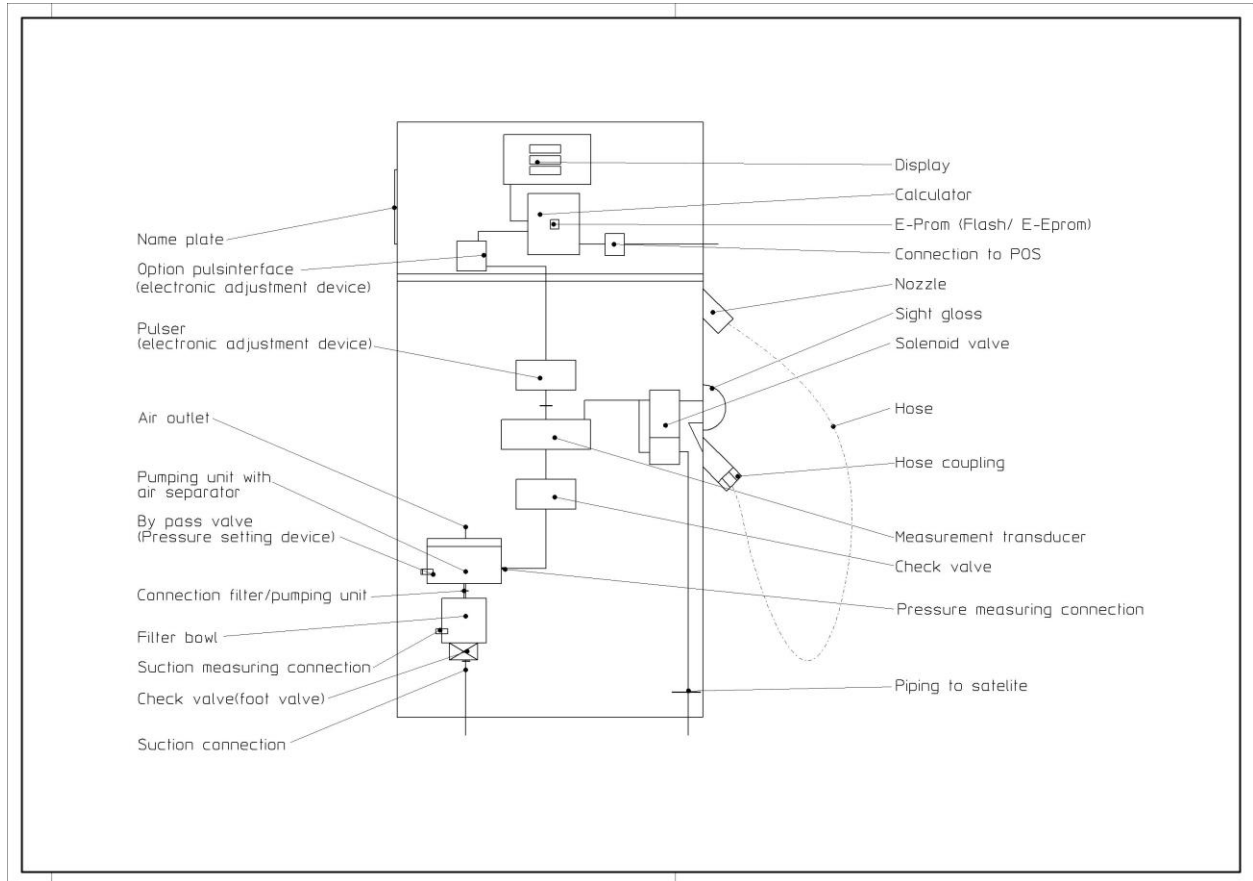 Name plate
Option pulsinterface
(electronic adjustment device)
Pulser
(electronic adjustment device)
Air outlet
Pumping unit with
air separator
By pass valve
(Pressure setting device)
Connection filter/pumping unit
Filter bowl
Suction measuring connection
Check valve(foot valve)
Suction connection
Display
Calculator
E-Prom (Flash/ E-Eprom)
Connection to POS
Nozzle
Sight gloss
Solenoid valve
Hose
Hose coupling
Measurement transducer
Check valve
Pressure measuring connection
Piping to satelite